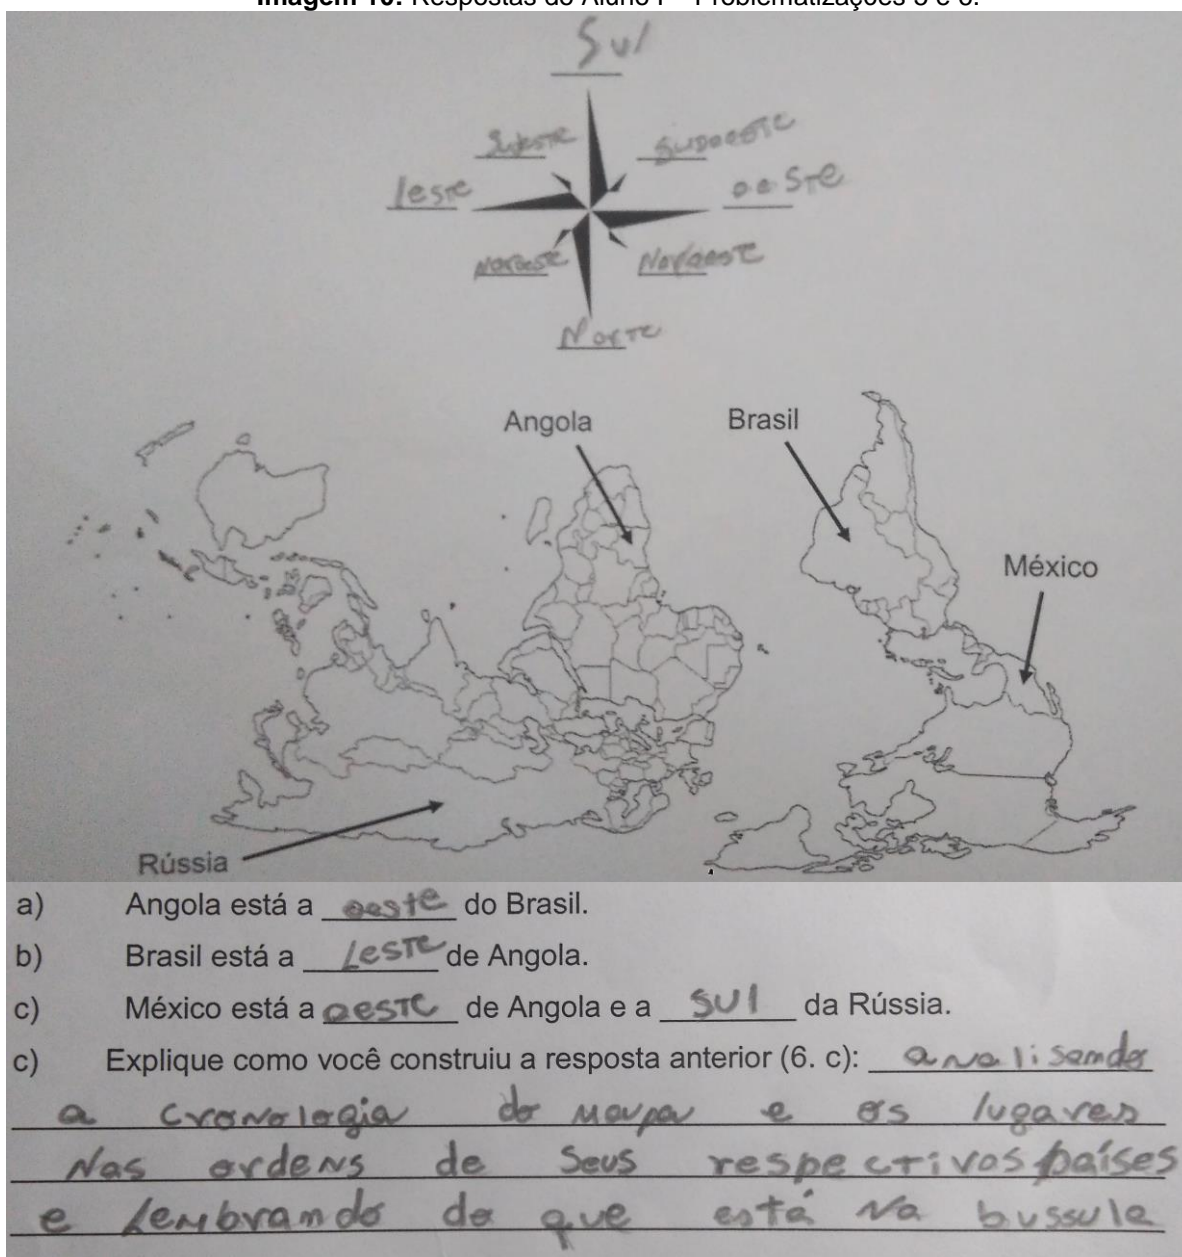 Imagem 10: Respostas do Aluno I – Problematizações 5 e 6.
Sul
Sudeste Sudoeste
leste oeste
Nordeste Noroeste
Norte
Angola Brasil
México
Rússia
a) Angola está a oeste do Brasil.
b) Brasil está a Leste de Angola.
c) México está a oeste de Angola e a sul da Rússia.
c) Explique como você construiu a resposta anterior (6. c): analisando
a cronologia do mapa e os lugares
Nas ordens de Seus respectivos países
e Lembrando do que está na bussula